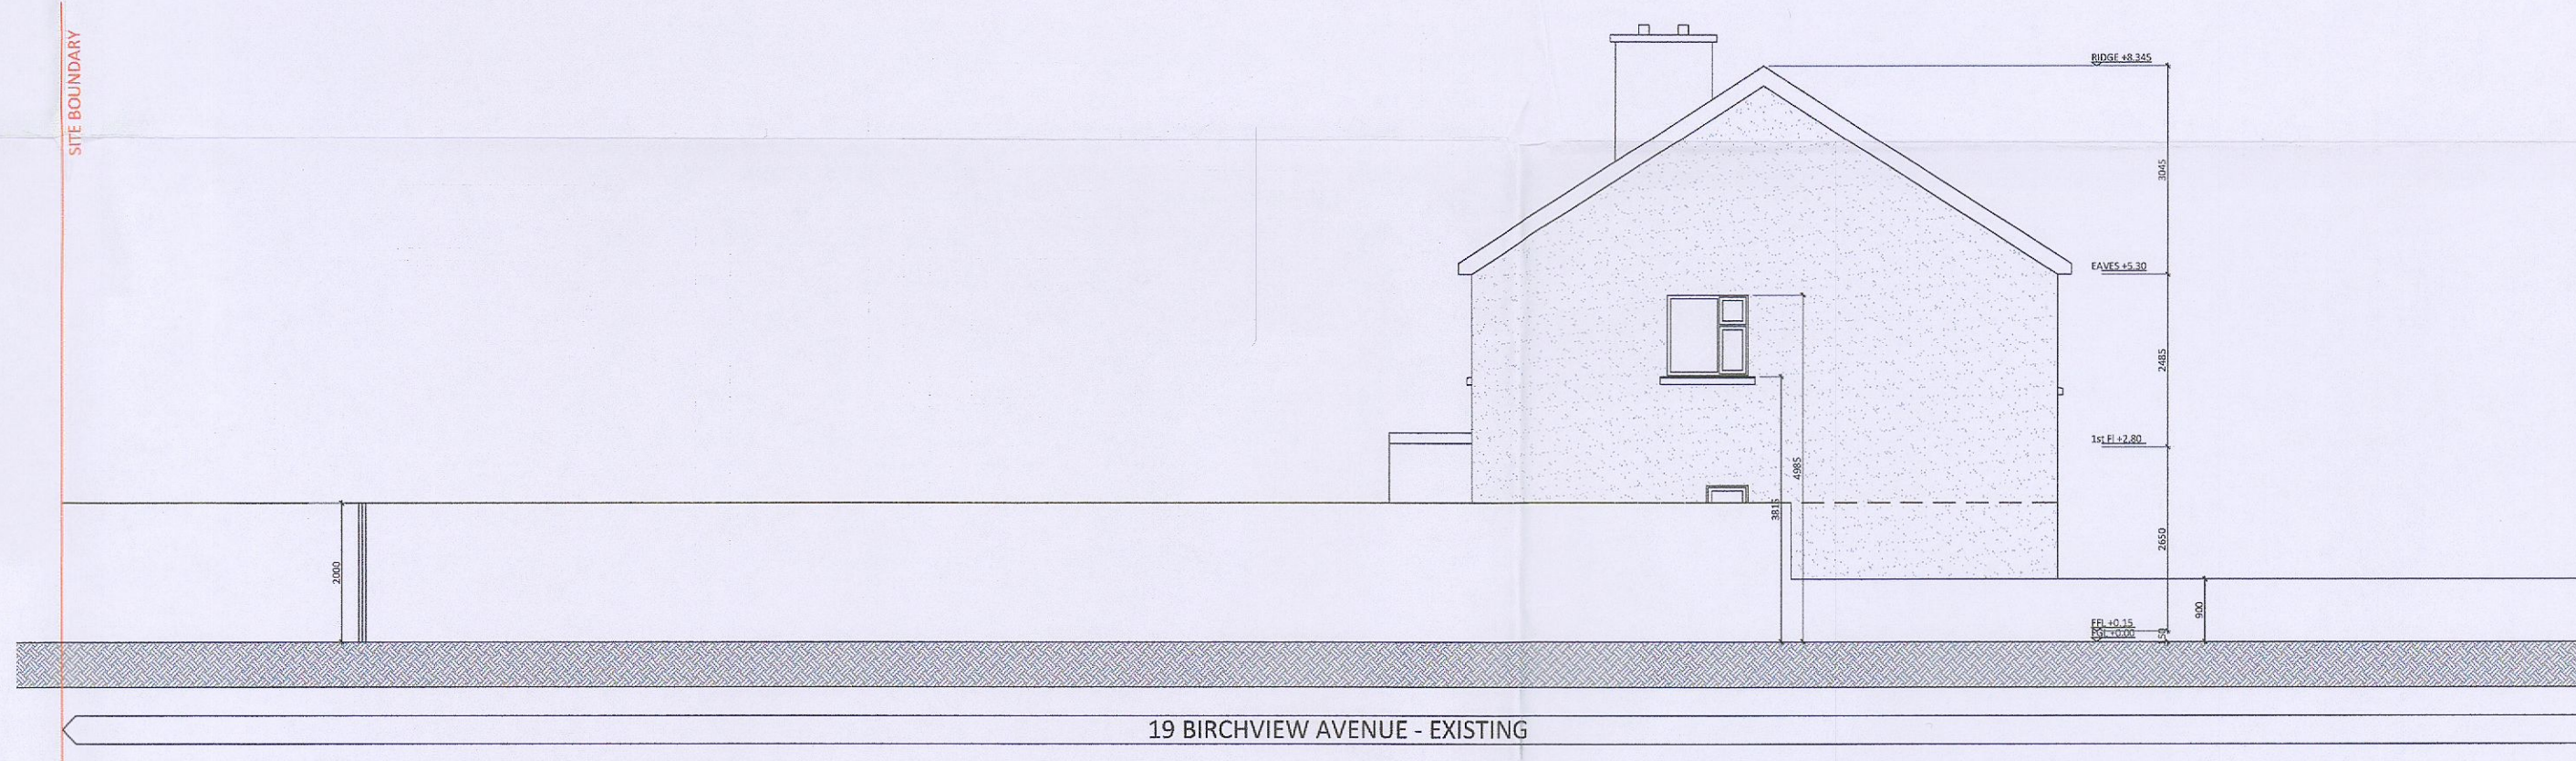 SITE BOUNDARY
RIDGE +8.345
3045
EAVES +5.30
2485
1st Fl +2.80
4985
3815
2650
2000
900
FFL +0.15
FGL +0.00
150
19 BIRCHVIEW AVENUE - EXISTING